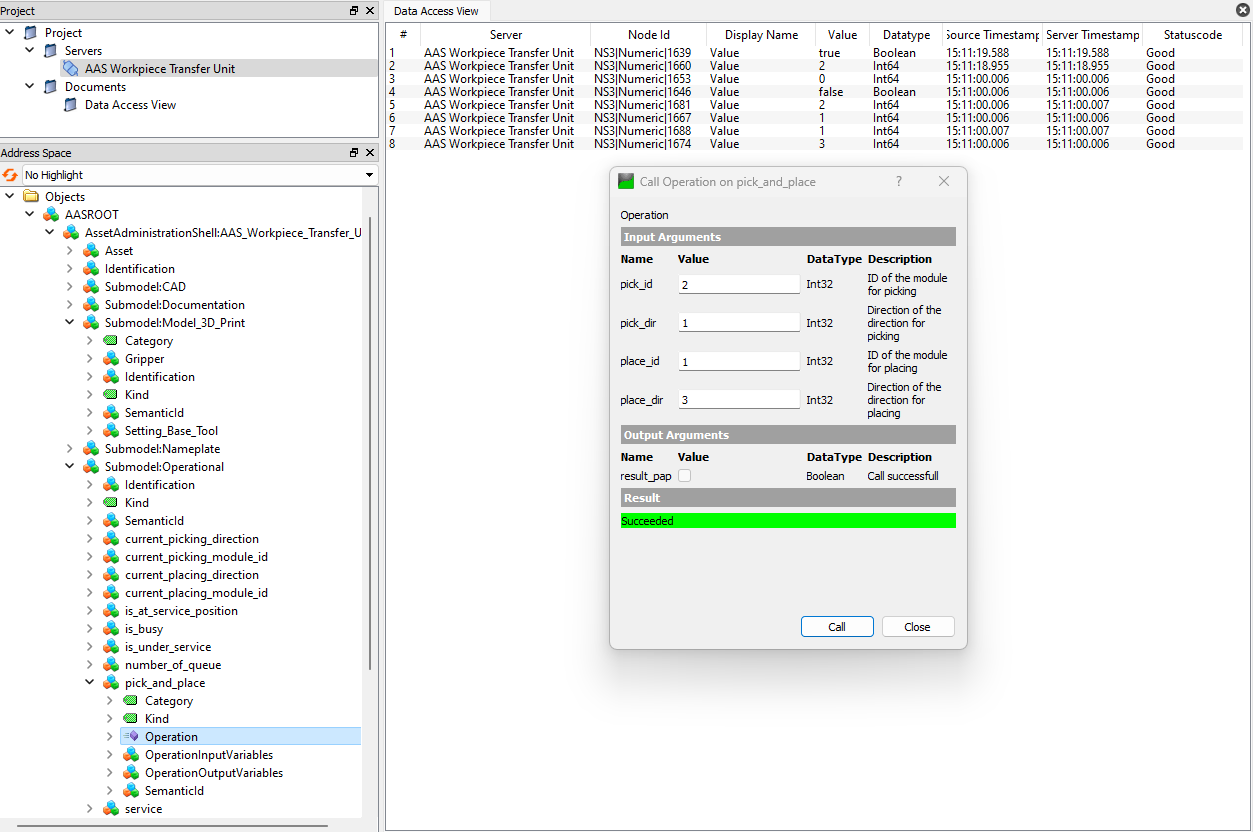 Project
Project
Servers
AAS Workpiece Transfer Unit
Documents
Data Access View
Address Space
No Highlight
Objects
AASROOT
AssetAdministrationShell:AAS_Workpiece_Transfer_U
Asset
Identification
Submodel:CAD
Submodel:Documentation
Submodel:Model_3D_Print
Category
Gripper
Identification
Kind
SemanticId
Setting_Base_Tool
Submodel:Nameplate
Submodel:Operational
Identification
Kind
SemanticId
current_picking_direction
current_picking_module_id
current_placing_direction
current_placing_module_id
is_at_service_position
is_busy
is_under_service
number_of_queue
pick_and_place
Category
Kind
Operation
OperationInputVariables
OperationOutputVariables
SemanticId
service
Data Access View
# Server Node Id Display Name Value Datatype Source Timestamp Server Timestamp Statuscode
1 AAS Workpiece Transfer Unit NS3|Numeric|1639 Value true Boolean 15:11:19.588 15:11:19.588 Good
2 AAS Workpiece Transfer Unit NS3|Numeric|1660 Value 2 Int64 15:11:18.955 15:11:18.955 Good
3 AAS Workpiece Transfer Unit NS3|Numeric|1653 Value 0 Int64 15:11:00.006 15:11:00.006 Good
4 AAS Workpiece Transfer Unit NS3|Numeric|1646 Value false Boolean 15:11:00.006 15:11:00.006 Good
5 AAS Workpiece Transfer Unit NS3|Numeric|1681 Value 2 Int64 15:11:00.006 15:11:00.007 Good
6 AAS Workpiece Transfer Unit NS3|Numeric|1667 Value 1 Int64 15:11:00.006 15:11:00.006 Good
7 AAS Workpiece Transfer Unit NS3|Numeric|1688 Value 1 Int64 15:11:00.007 15:11:00.007 Good
8 AAS Workpiece Transfer Unit NS3|Numeric|1674 Value 3 Int64 15:11:00.006 15:11:00.006 Good
Call Operation on pick_and_place ?
Operation
Input Arguments
Name Value DataType Description
pick_id 2 Int32 ID of the module
for picking
pick_dir 1 Int32 Direction of the
direction for
picking
place_id 1 Int32 ID of the module
for placing
place_dir 3 Int32 Direction of the
direction for
placing
Output Arguments
Name Value DataType Description
result_pap Boolean Call successfull
Result
Succeeded
Call Close